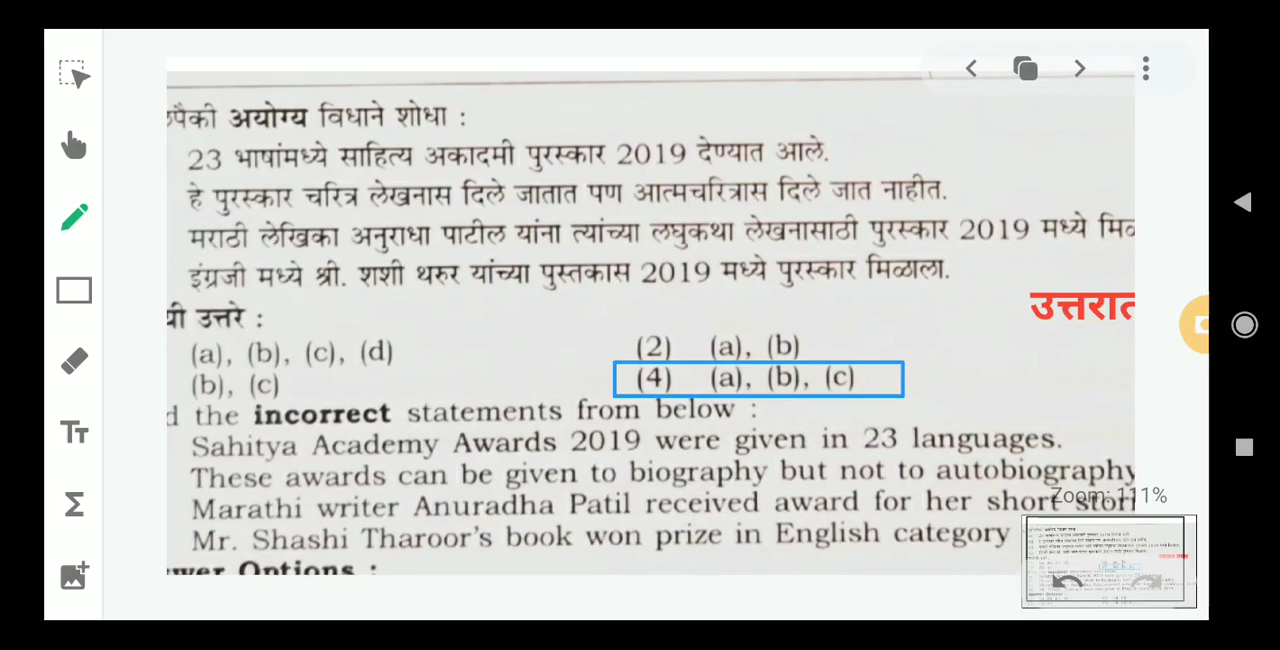 अयोग्य विधाने शोधा :
23 भाषांमध्ये साहित्य अकादमी पुरस्कार 2019 देण्यात आले.
हे पुरस्कार चरित्र लेखनास दिले जातात पण आत्मचरित्रास दिले जात नाहीत.
मराठी लेखिका अनुराधा पाटील यांना त्यांच्या लघुकथा लेखनासाठी पुरस्कार 2019 मध्ये
इंग्रजी मध्ये श्री. शशी थरुर यांच्या पुस्तकास 2019 मध्ये पुरस्कार मिळाला.
उत्तरे :
(a), (b), (c), (d) (2) (a), (b)
(b), (c) (4) (a), (b), (c)
the incorrect statements from below :
Sahitya Academy Awards 2019 were given in 23 languages.
These awards can be given to biography but not to autobiography
Marathi writer Anuradha Patil received award for her short
Mr. Shashi Tharoor's book won prize in English category
Options :
Zoom: 111%